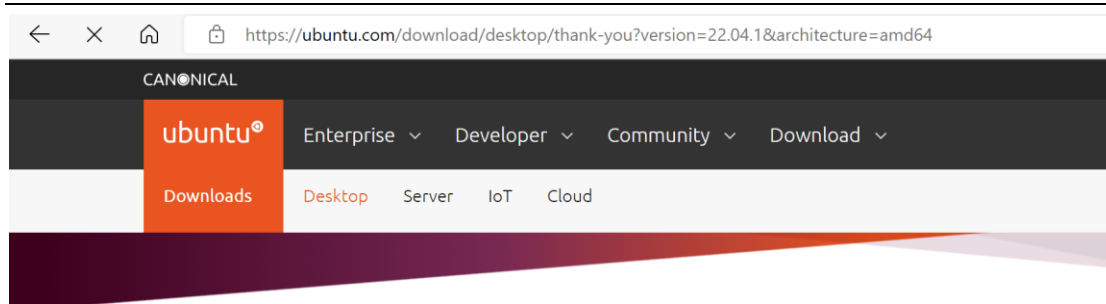 https://ubuntu.com/download/desktop/thank-you?version=22.04.1&architecture=amd64
CANONICAL
ubuntu Enterprise Developer Community Download
Downloads Desktop Server IoT Cloud